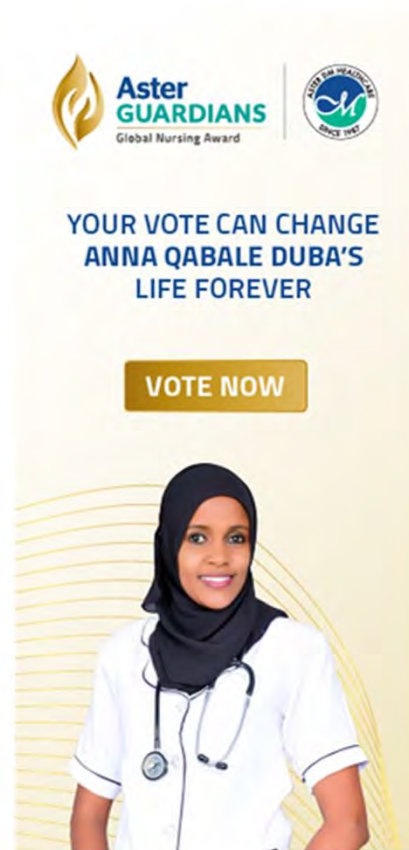 Aster
GUARDIANS
Global Nursing Award
ASTER DM HEALTHCARE
SINCE 1987
YOUR VOTE CAN CHANGE
ANNA QABALE DUBA'S
LIFE FOREVER
VOTE NOW